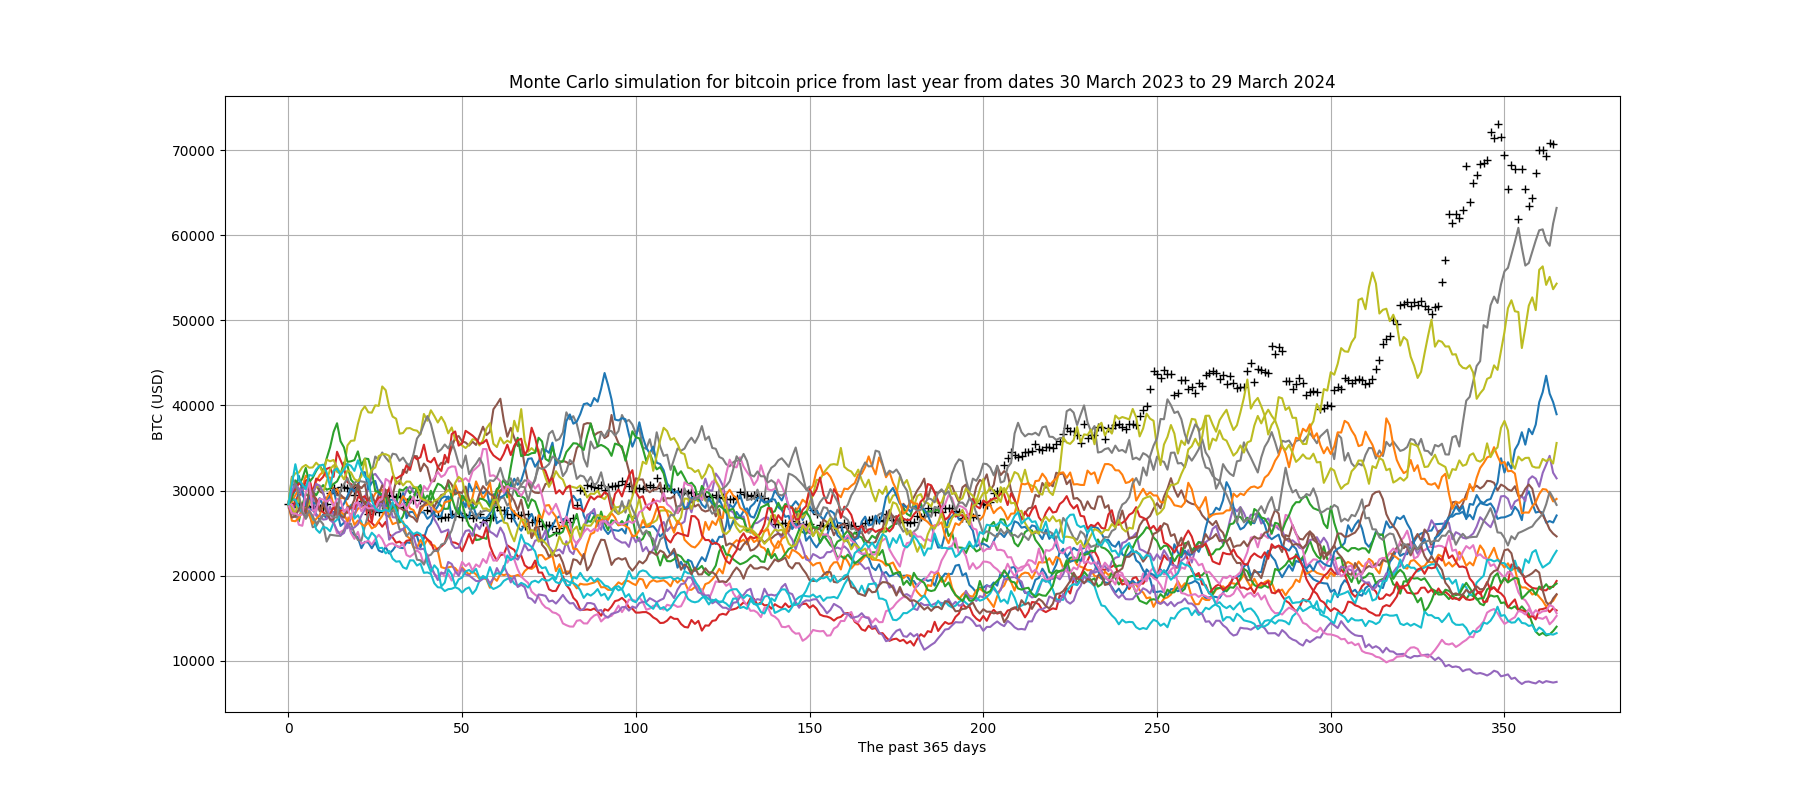 Monte Carlo simulation for bitcoin price from last year from dates 30 March 2023 to 29 March 2024
BTC (USD)
70000
60000
50000
40000
30000
20000
10000
0 50 100 150 200 250 300 350
The past 365 days